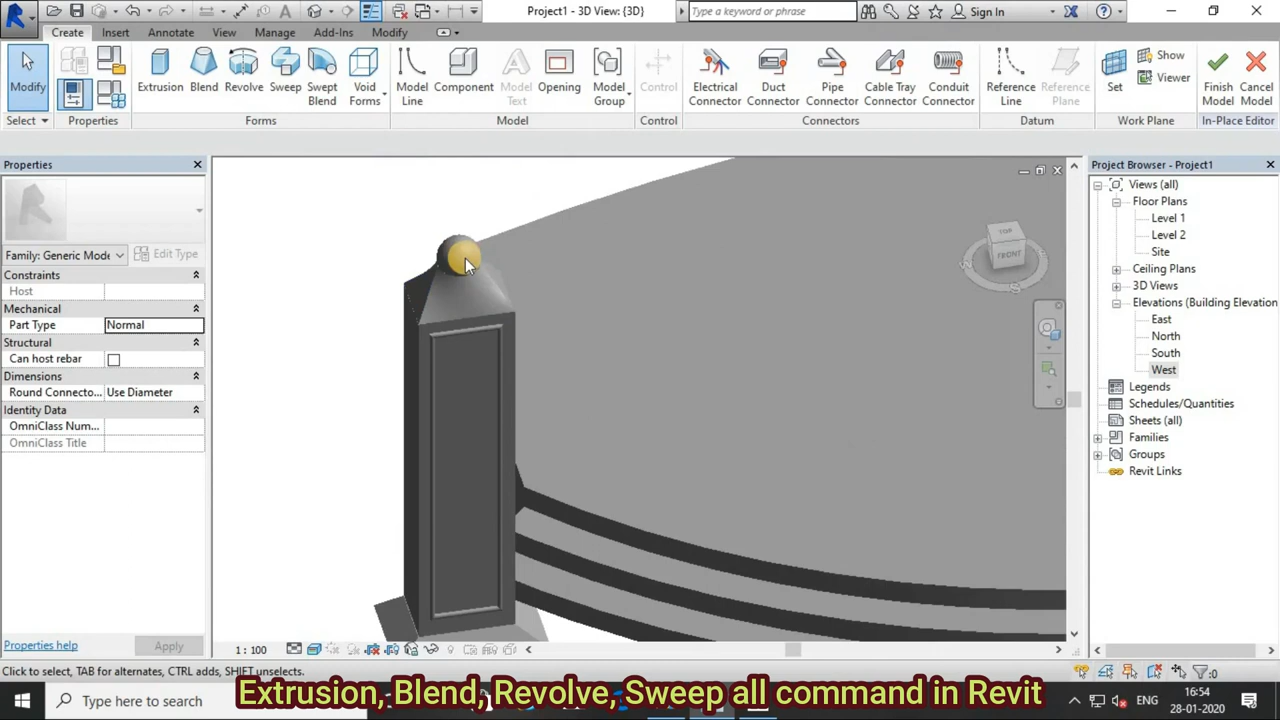 Project1 - 3D View: {3D}
Type a keyword or phrase
Sign In
Create Insert Annotate View Manage Add-Ins Modify
Modify
Extrusion Blend Revolve Sweep Swept Blend Void Forms
Model Line Component Model Text Opening Model Group
Control
Electrical Connector Duct Connector Pipe Connector Cable Tray Connector Conduit Connector
Reference Line Reference Plane
Set Show Viewer
Finish Model Cancel Model
Select Properties Forms Model Control Connectors Datum Work Plane In-Place Editor
Properties
Family: Generic Mode
Edit Type
Constraints
Host
Mechanical
Part Type Normal
Structural
Can host rebar
Dimensions
Round Connecto... Use Diameter
Identity Data
OmniClass Num...
OmniClass Title
Properties help
Apply
TOP
FRONT
S
Project Browser - Project1
Views (all)
Floor Plans
Level 1
Level 2
Site
Ceiling Plans
3D Views
Elevations (Building Elevation
East
North
South
West
Legends
Schedules/Quantities
Sheets (all)
Families
Groups
Revit Links
1 : 100
Click to select, TAB for alternates, CTRL adds, SHIFT unselects.
:0
Type here to search
Extrusion, Blend, Revolve, Sweep all command in Revit
ENG
16:54
28-01-2020